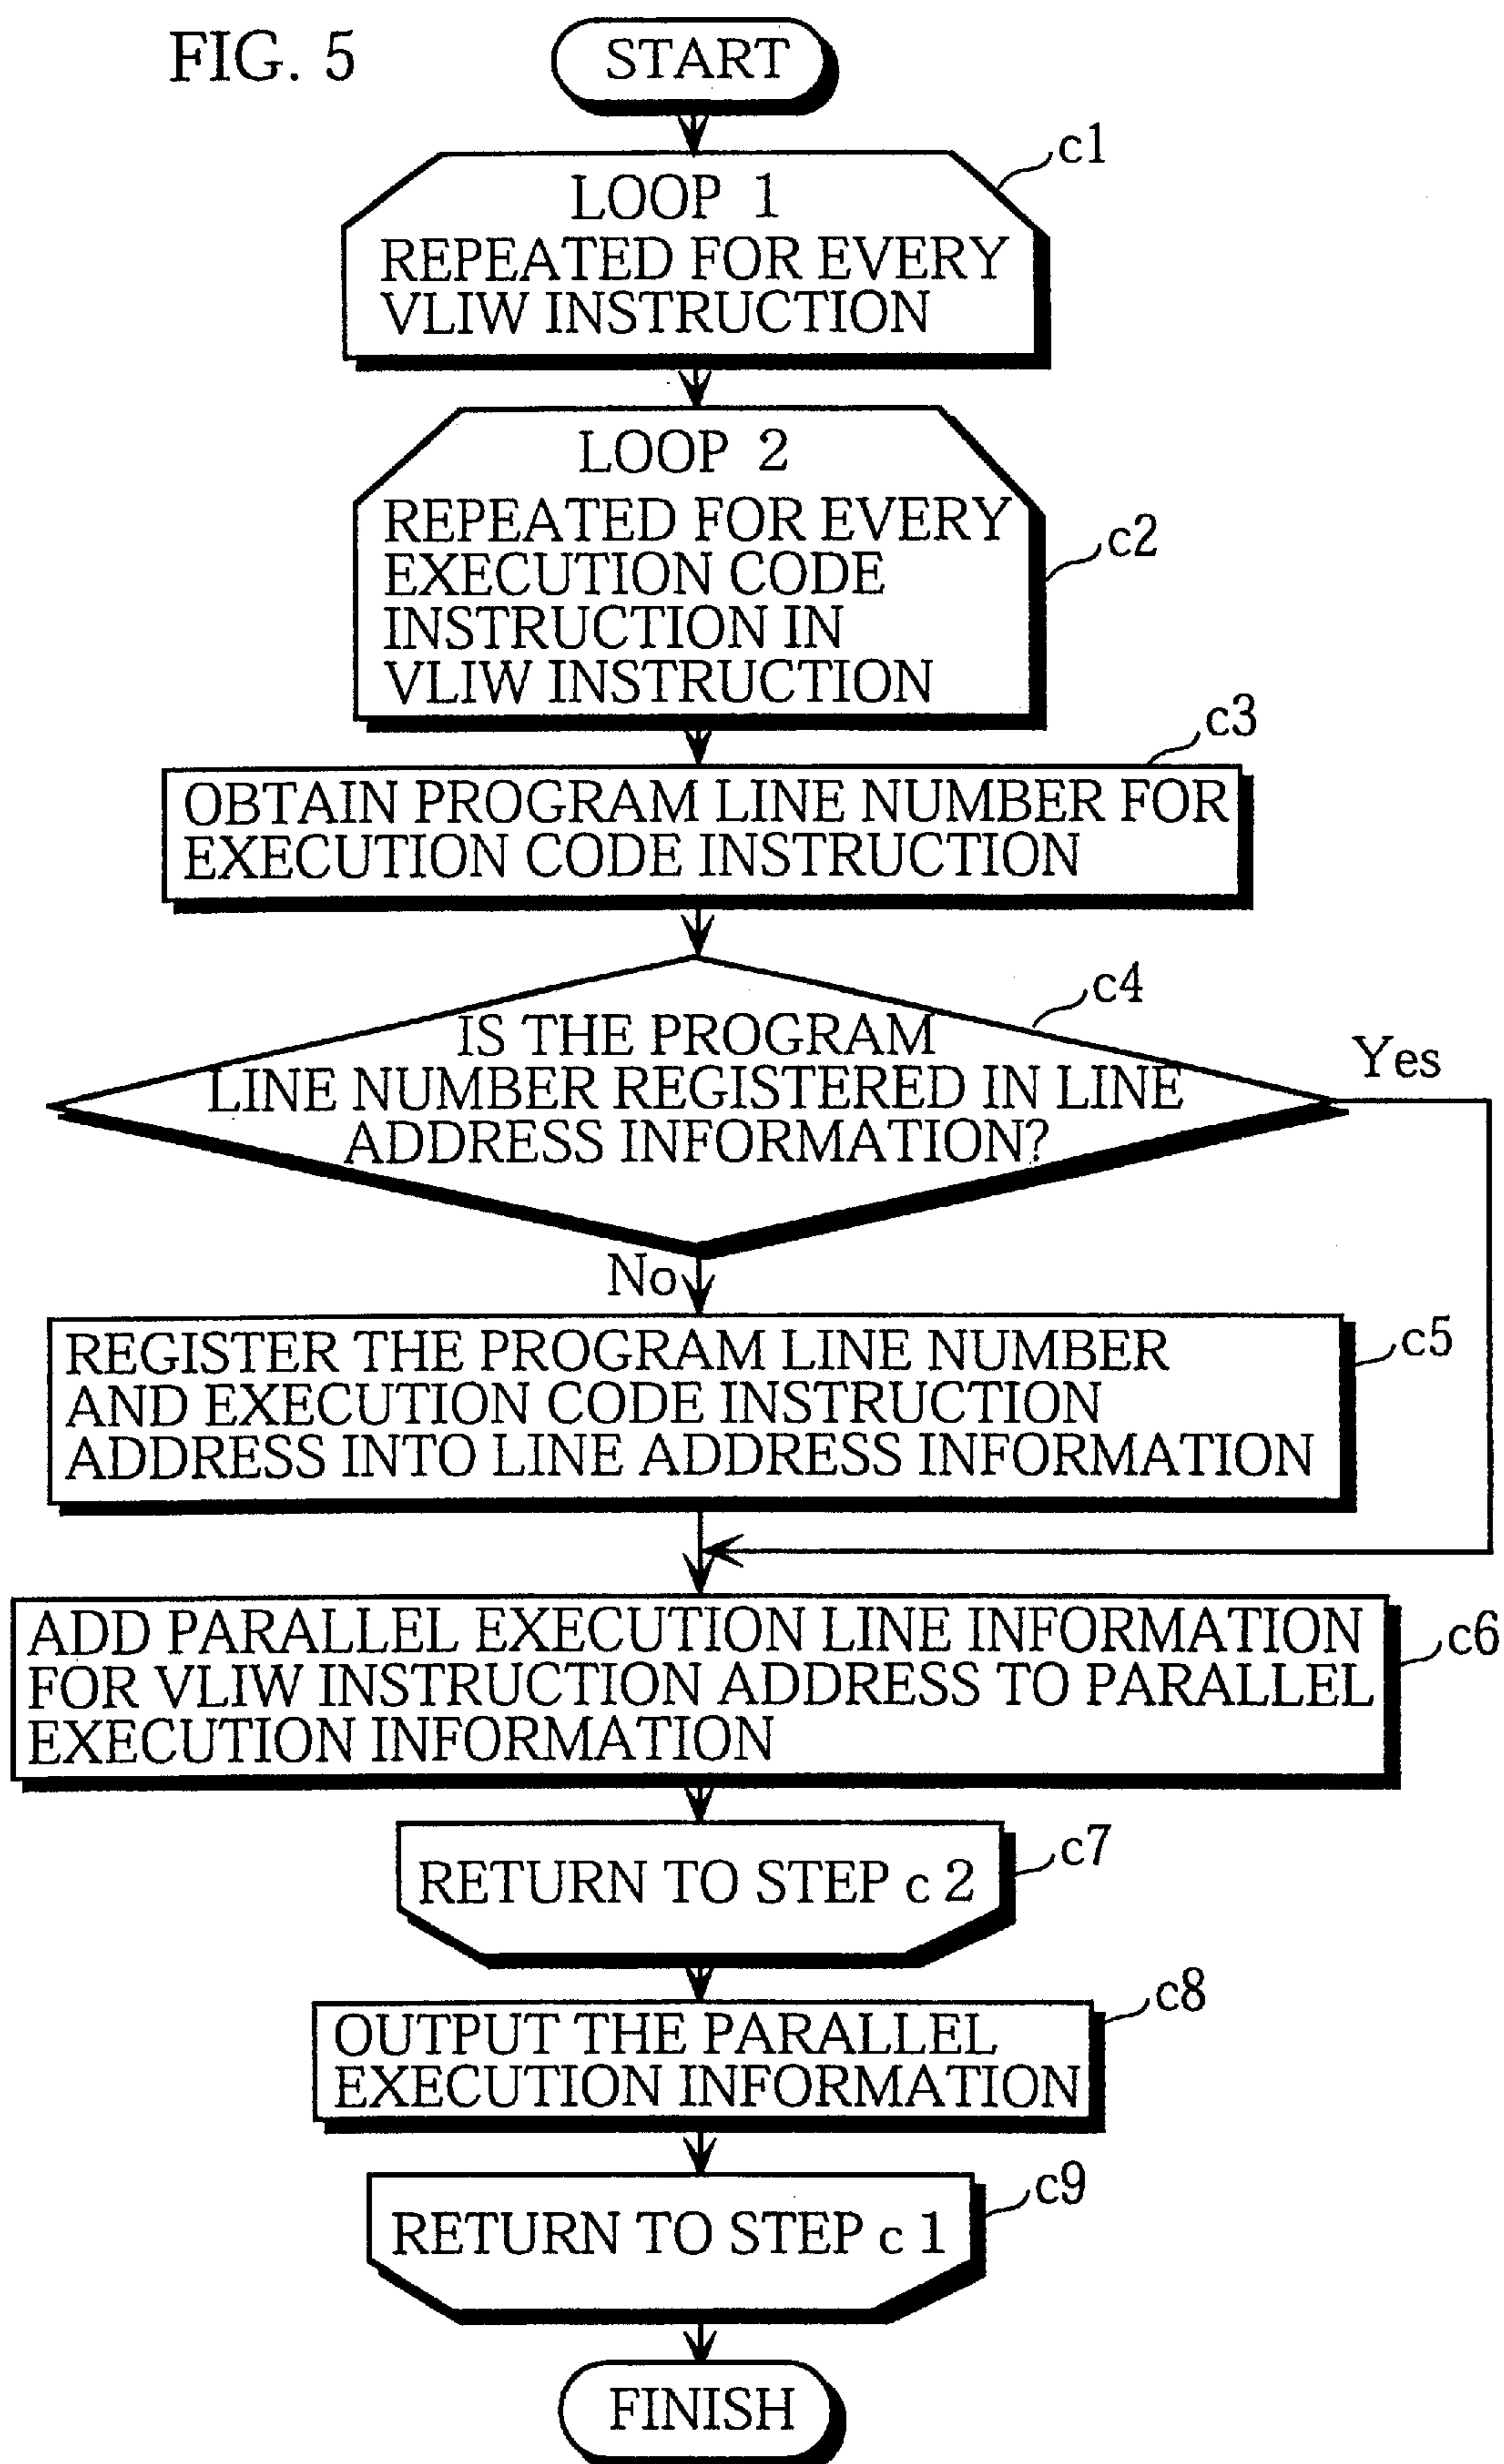 FIG. 5
START
c1
LOOP 1
REPEATED FOR EVERY
VLIW INSTRUCTION
LOOP 2
REPEATED FOR EVERY
EXECUTION CODE
INSTRUCTION IN
VLIW INSTRUCTION
c2
c3
OBTAIN PROGRAM LINE NUMBER FOR
EXECUTION CODE INSTRUCTION
c4
IS THE PROGRAM
LINE NUMBER REGISTERED IN LINE
ADDRESS INFORMATION?
Yes
No
REGISTER THE PROGRAM LINE NUMBER
AND EXECUTION CODE INSTRUCTION
ADDRESS INTO LINE ADDRESS INFORMATION
c5
ADD PARALLEL EXECUTION LINE INFORMATION
FOR VLIW INSTRUCTION ADDRESS TO PARALLEL
EXECUTION INFORMATION
c6
RETURN TO STEP c 2
c7
c8
OUTPUT THE PARALLEL
EXECUTION INFORMATION
c9
RETURN TO STEP c 1
FINISH